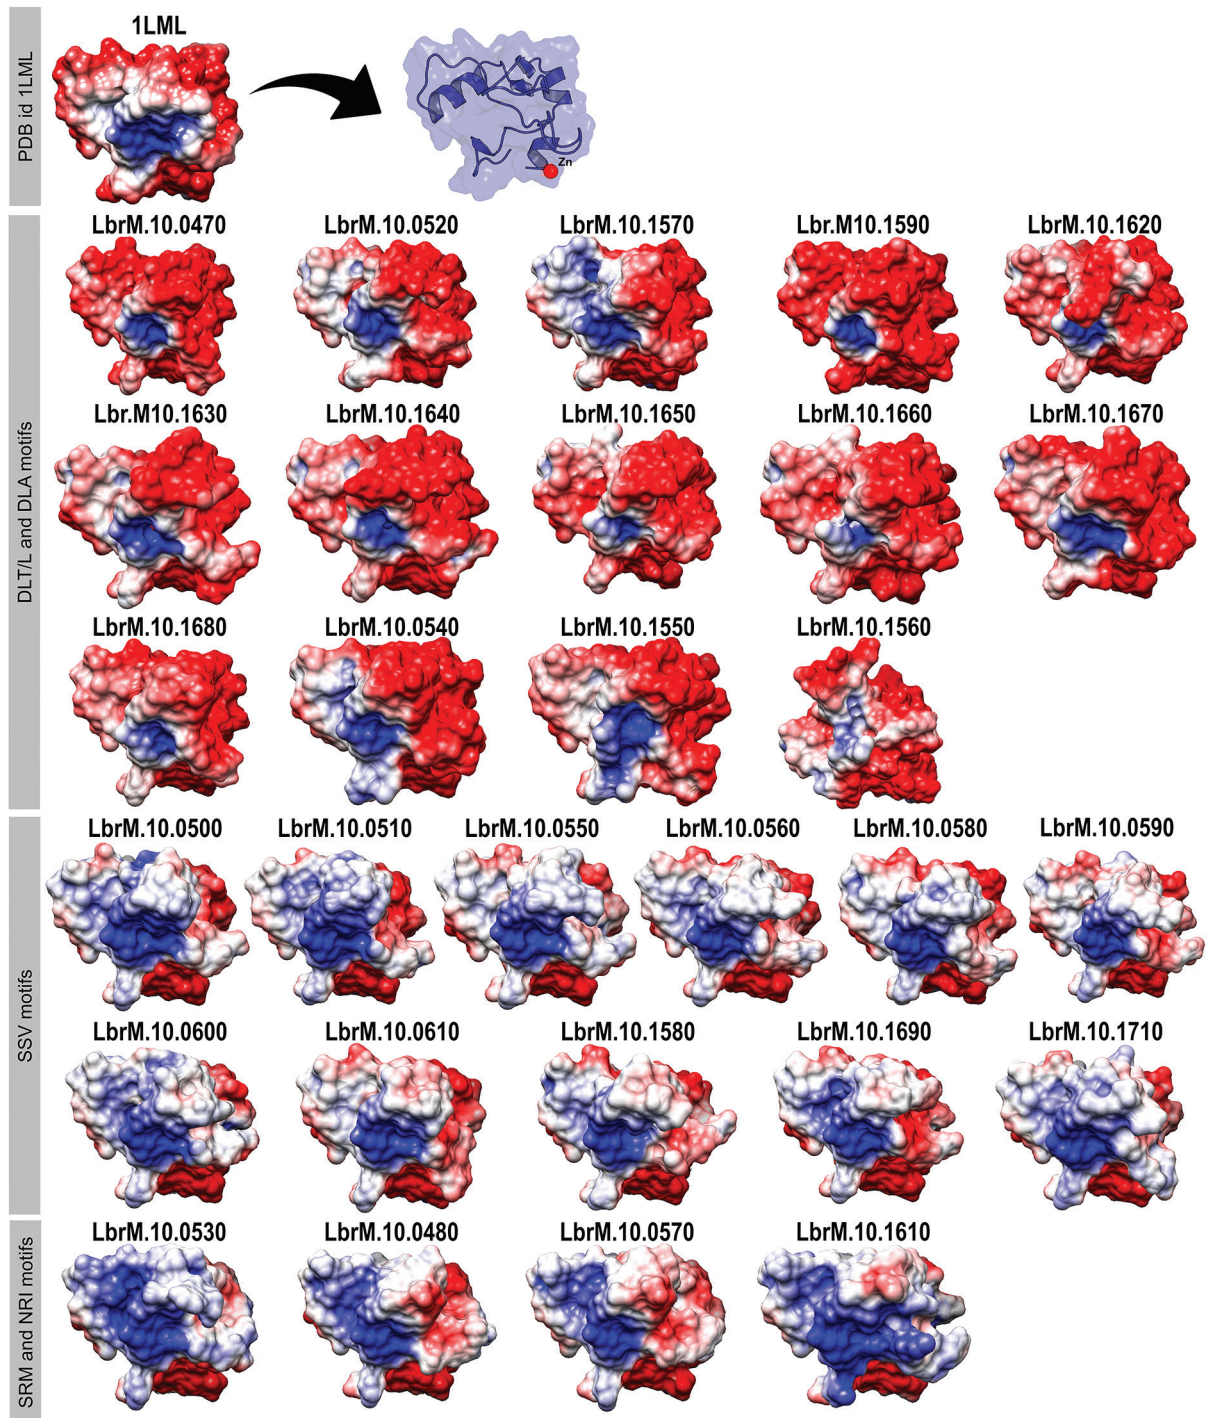 PDB id 1LML
1LML
Zn
DLT/L and DLA motifs
LbrM.10.0470 LbrM.10.0520 LbrM.10.1570 Lbr.M10.1590 LbrM.10.1620
Lbr.M10.1630 LbrM.10.1640 LbrM.10.1650 LbrM.10.1660 LbrM.10.1670
LbrM.10.1680 LbrM.10.0540 LbrM.10.1550 LbrM.10.1560
SSV motifs
LbrM.10.0500 LbrM.10.0510 LbrM.10.0550 LbrM.10.0560 LbrM.10.0580 LbrM.10.0590
LbrM.10.0600 LbrM.10.0610 LbrM.10.1580 LbrM.10.1690 LbrM.10.1710
SRM and NRI motifs
LbrM.10.0530 LbrM.10.0480 LbrM.10.0570 LbrM.10.1610